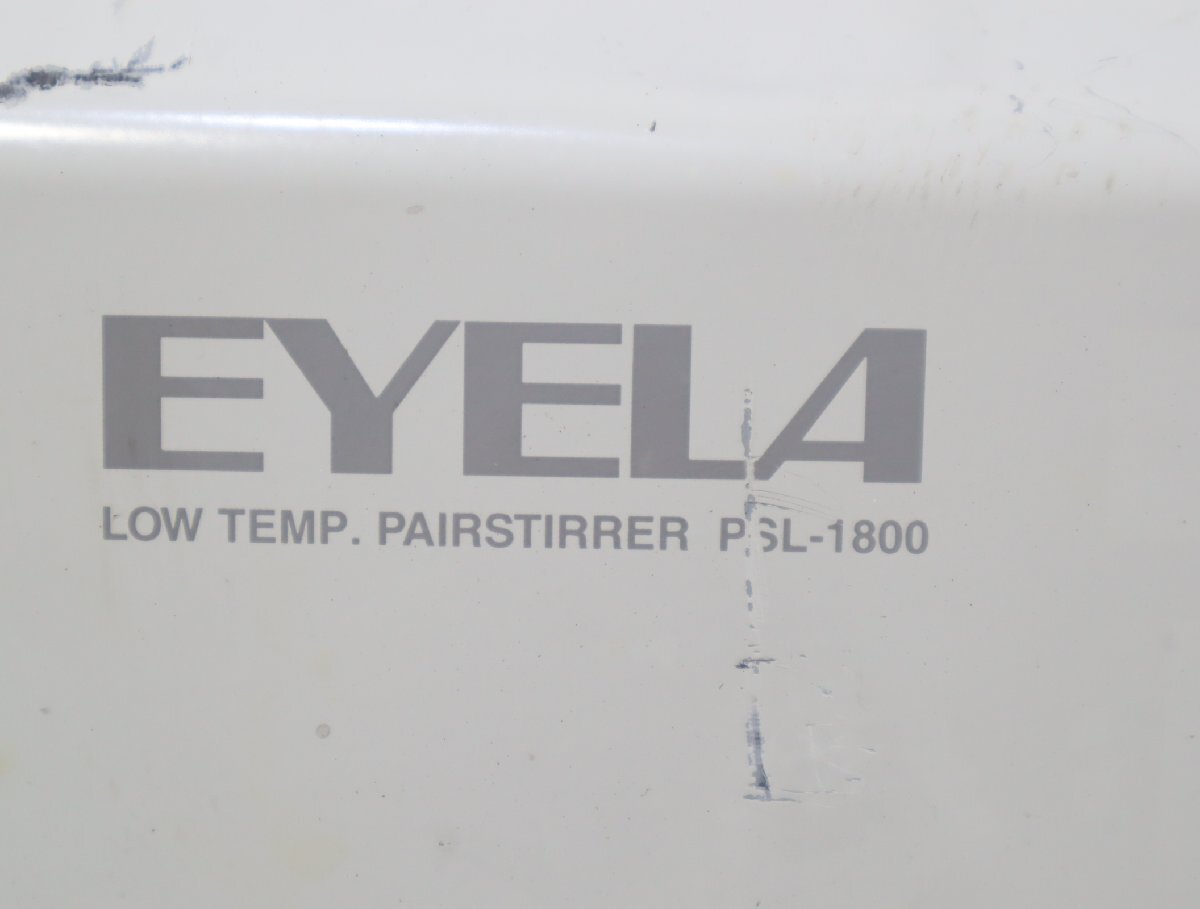 EYELA
LOW TEMP. PAIRSTIRRER PSL-1800